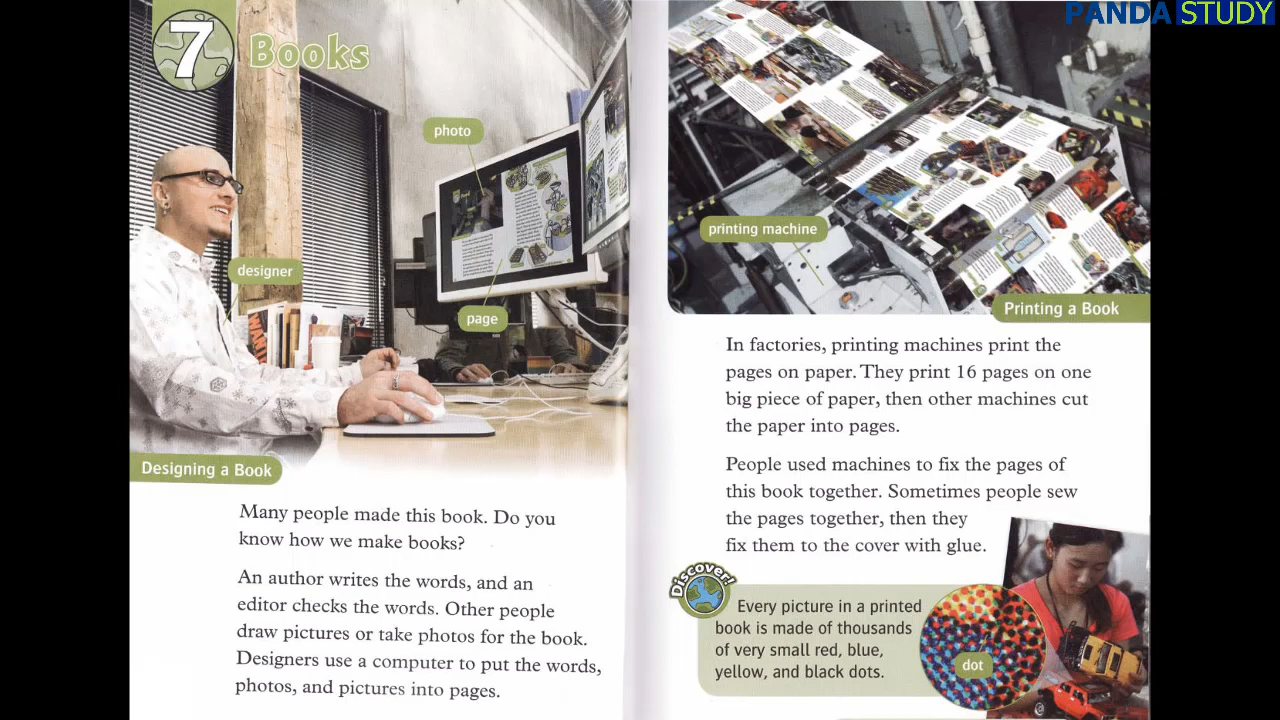 PANDA STUDY
7 Books
photo
designer
page
Designing a Book
Many people made this book. Do you
know how we make books?
An author writes the words, and an
editor checks the words. Other people
draw pictures or take photos for the book.
Designers use a computer to put the words,
photos, and pictures into pages.
printing machine
Printing a Book
In factories, printing machines print the
pages on paper. They print 16 pages on one
big piece of paper, then other machines cut
the paper into pages.
People used machines to fix the pages of
this book together. Sometimes people sew
the pages together, then they
fix them to the cover with glue.
Discover!
Every picture in a printed
book is made of thousands
of very small red, blue,
yellow, and black dots.
dot